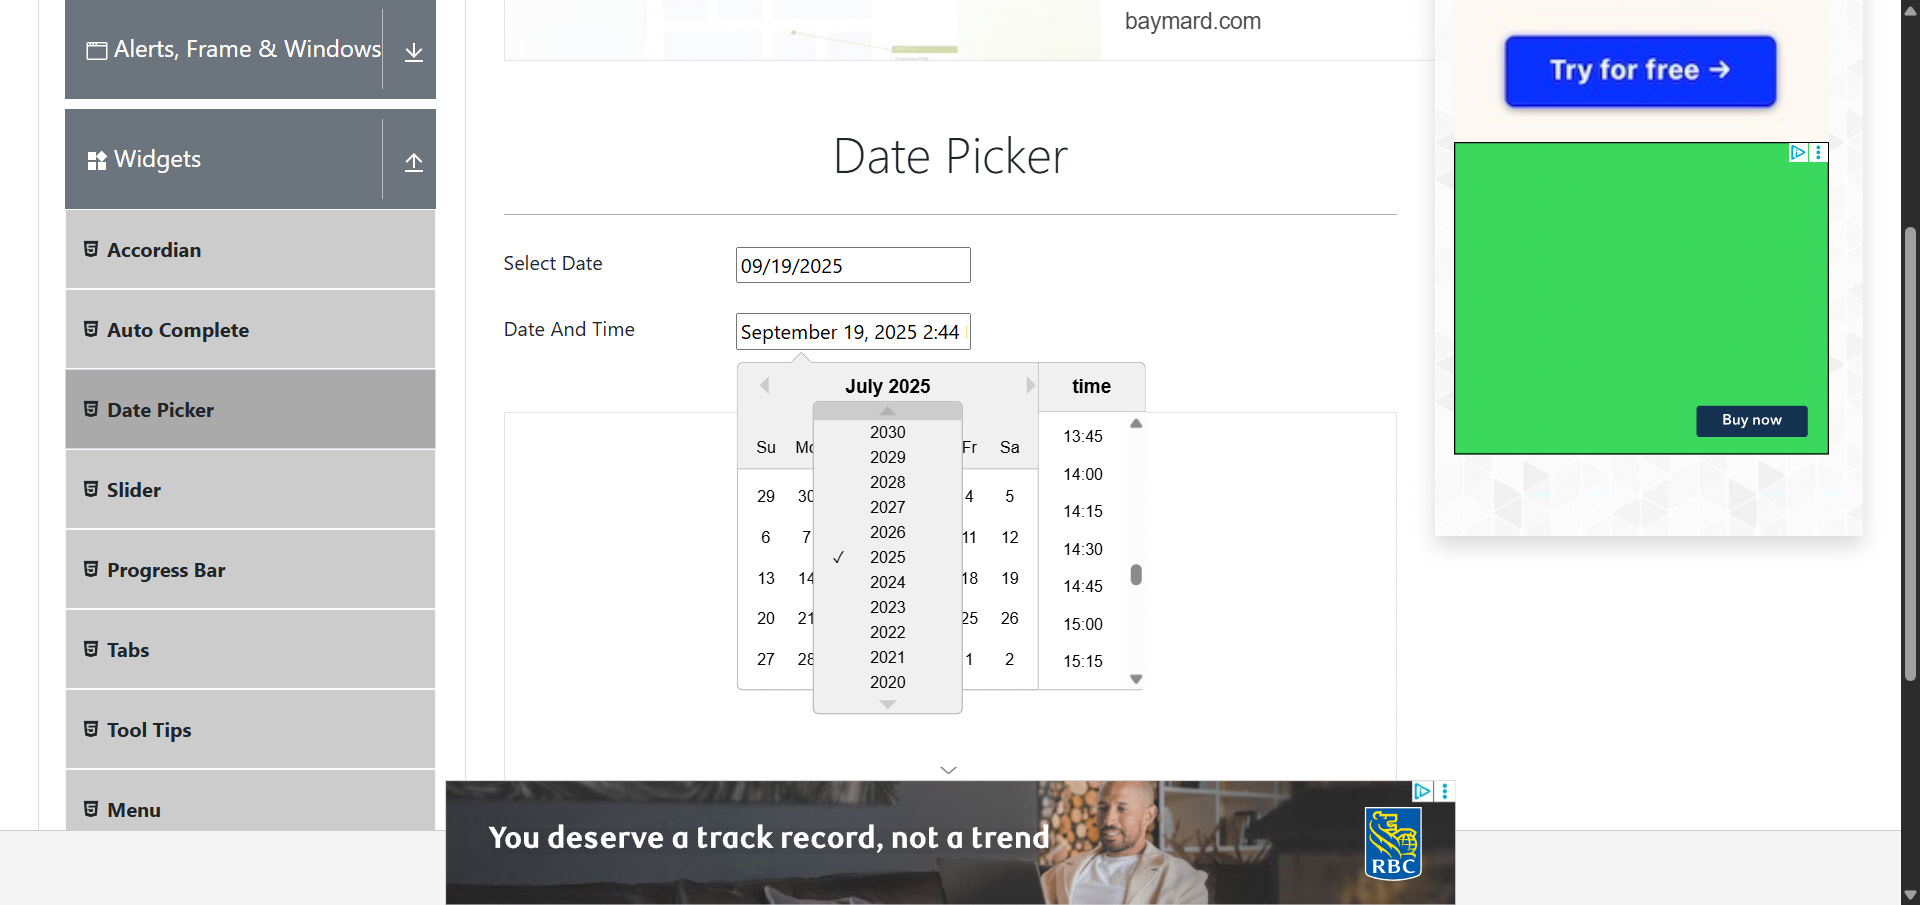 baymard.com
Alerts, Frame & Windows
Try for free →
Widgets
Date Picker
Accordian
Select Date
09/19/2025
Auto Complete
Date And Time
September 19, 2025 2:44
July 2025
time
Date Picker
2030
2029
2028
2027
2026
✓ 2025
2024
2023
2022
2021
2020
Su Mo Fr Sa
29 30 4 5
6 7 11 12
13 14 18 19
20 21 25 26
27 28 1 2
13:45
14:00
14:15
14:30
14:45
15:00
15:15
Buy now
Slider
Progress Bar
Tabs
Tool Tips
Menu
You deserve a track record, not a trend
RBC